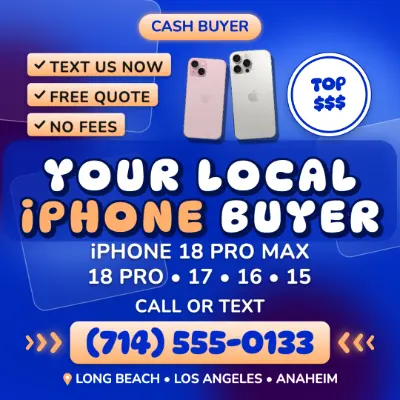 CASH BUYER
✓ TEXT US NOW
✓ FREE QUOTE
✓ NO FEES
TOP
$$$
YOUR LOCAL
iPHONE BUYER
iPHONE 18 PRO MAX
18 PRO • 17 • 16 • 15
CALL OR TEXT
(714) 555-0133
LONG BEACH • LOS ANGELES • ANAHEIM